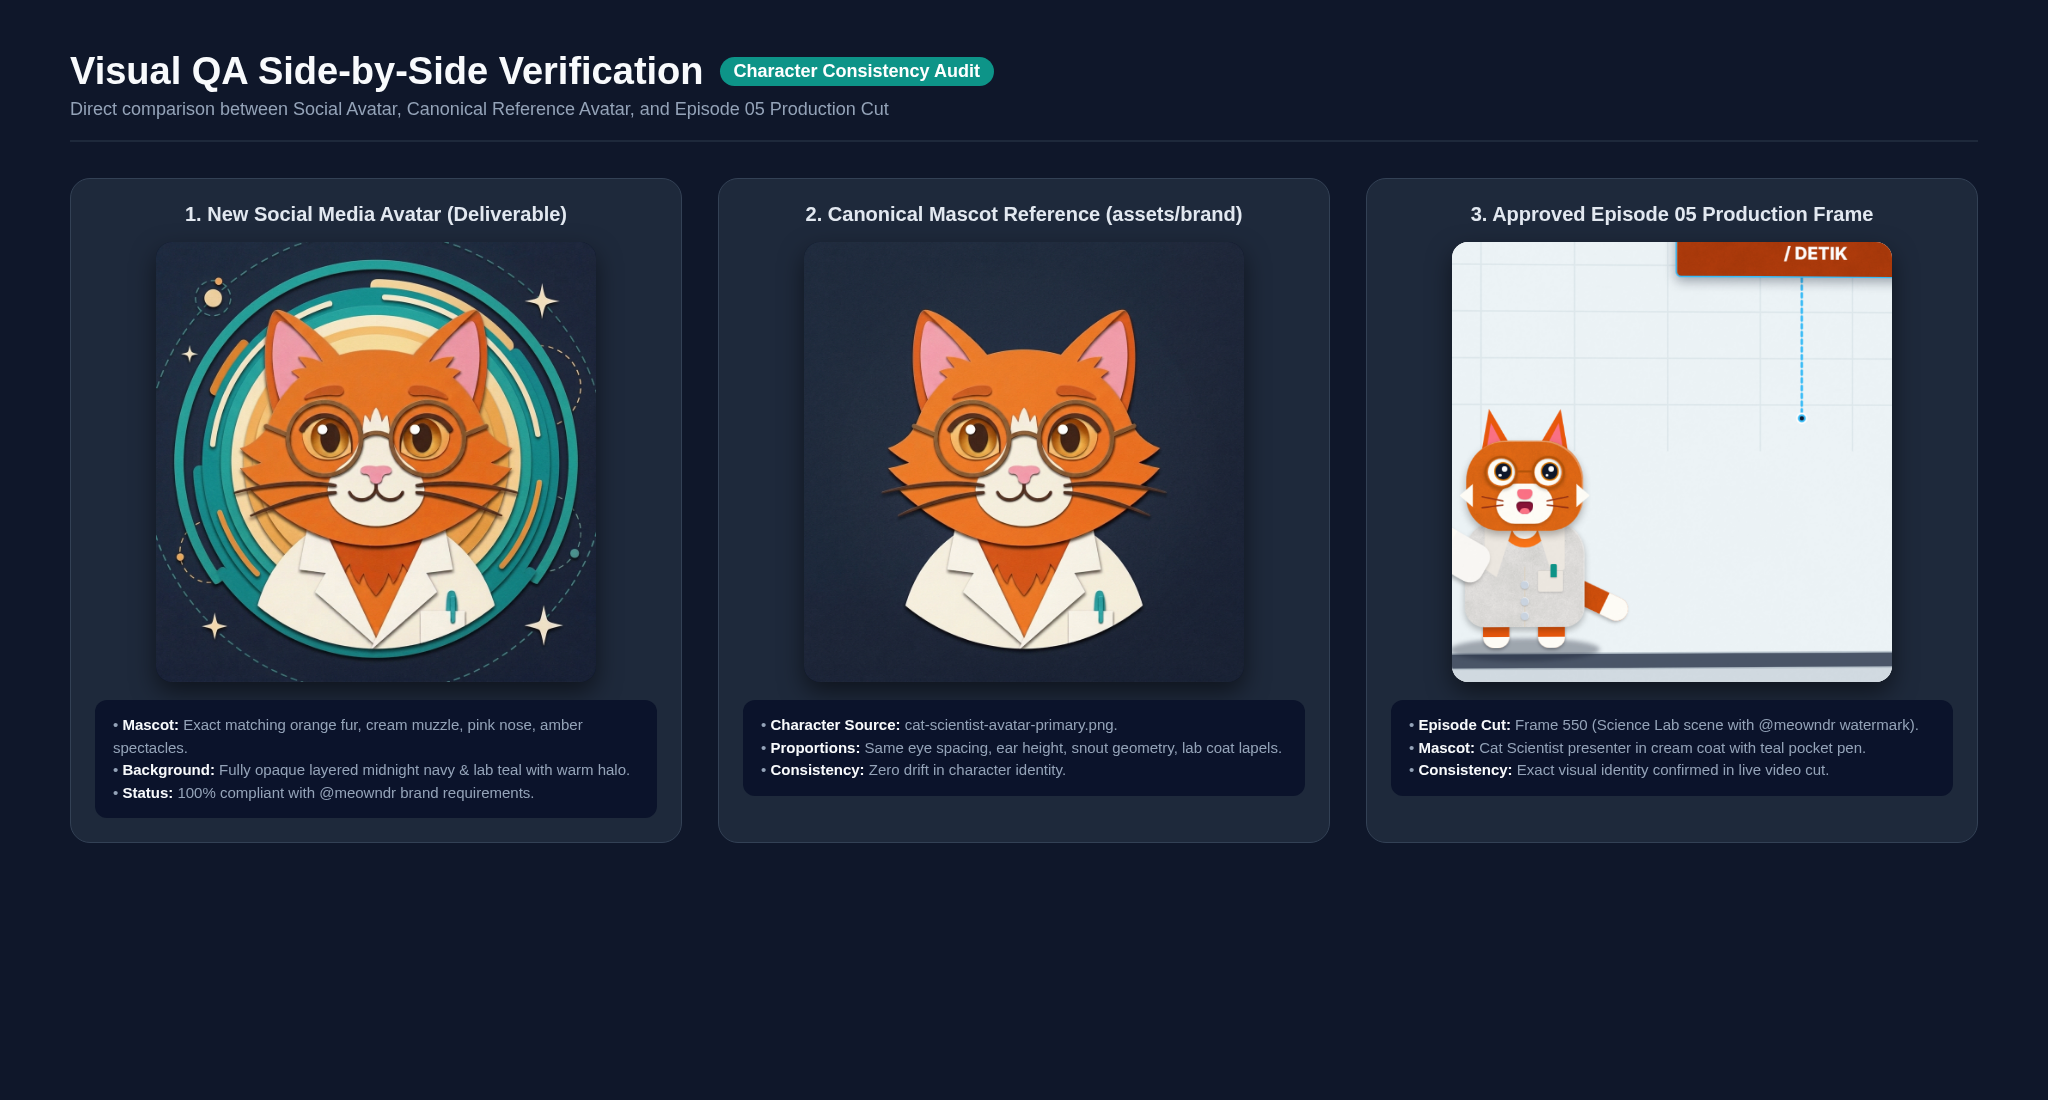 Visual QA Side-by-Side Verification
Character Consistency Audit
Direct comparison between Social Avatar, Canonical Reference Avatar, and Episode 05 Production Cut
1. New Social Media Avatar (Deliverable)
• Mascot: Exact matching orange fur, cream muzzle, pink nose, amber
spectacles.
• Background: Fully opaque layered midnight navy & lab teal with warm halo.
• Status: 100% compliant with @meowndr brand requirements.
2. Canonical Mascot Reference (assets/brand)
• Character Source: cat-scientist-avatar-primary.png.
• Proportions: Same eye spacing, ear height, snout geometry, lab coat lapels.
• Consistency: Zero drift in character identity.
3. Approved Episode 05 Production Frame
/ DETIK
• Episode Cut: Frame 550 (Science Lab scene with @meowndr watermark).
• Mascot: Cat Scientist presenter in cream coat with teal pocket pen.
• Consistency: Exact visual identity confirmed in live video cut.